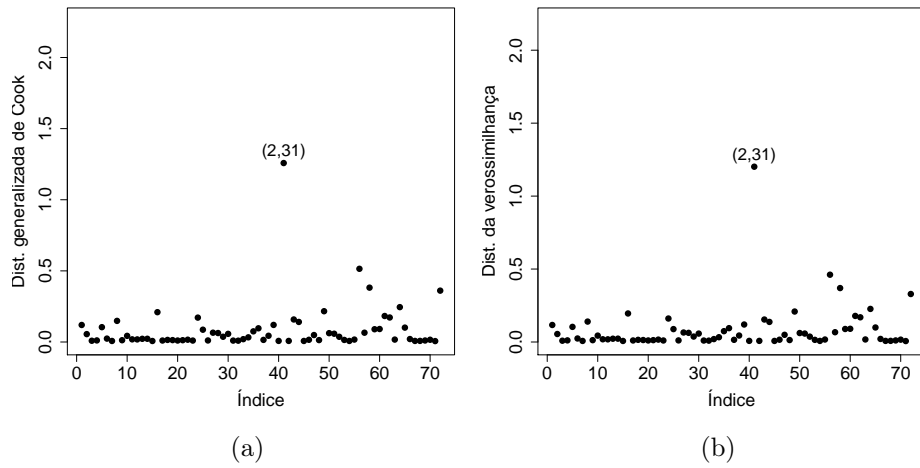 Dist. generalizada de Cook
2.0
1.5
1.0
0.5
0.0
(2,31)
0 10 20 30 40 50 60 70
Índice
(a)
Dist. da verossimilhança
2.0
1.5
1.0
0.5
0.0
(2,31)
0 10 20 30 40 50 60 70
Índice
(b)